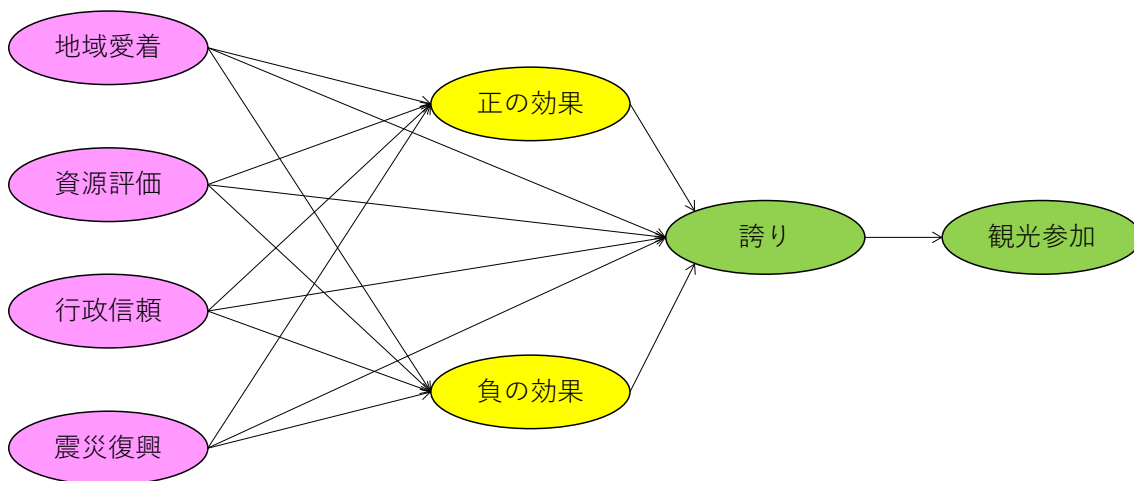 地域愛着
正の効果
資源評価
誇り
観光参加
行政信頼
負の効果
震災復興